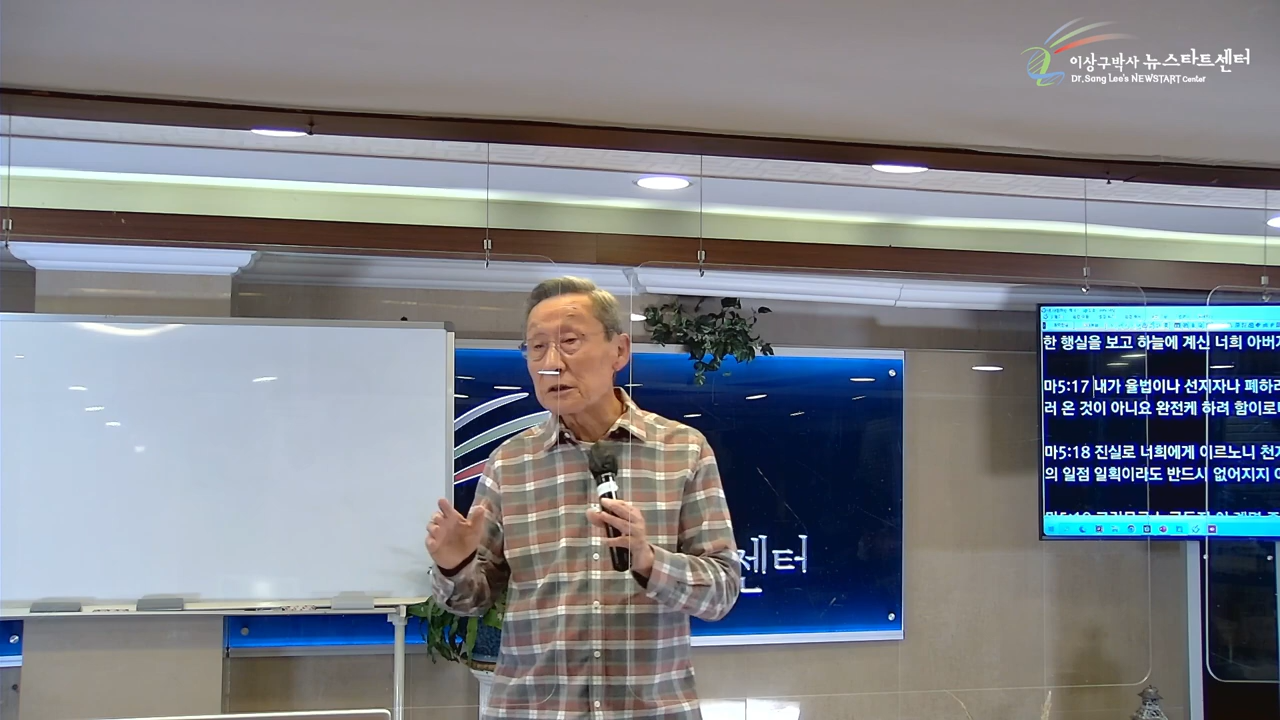 이상구박사 뉴스타트센터
Dr. Sang Lee's NEWSTART Center
한 행실을 보고 하늘에 계신 너희 아버지
마5:17 내가 율법이나 선지자나 폐하러
러 온 것이 아니요 완전케 하려 함이로
마5:18 진실로 너희에게 이르노니 천지
의 일점 일획이라도 반드시 없어지지
센터